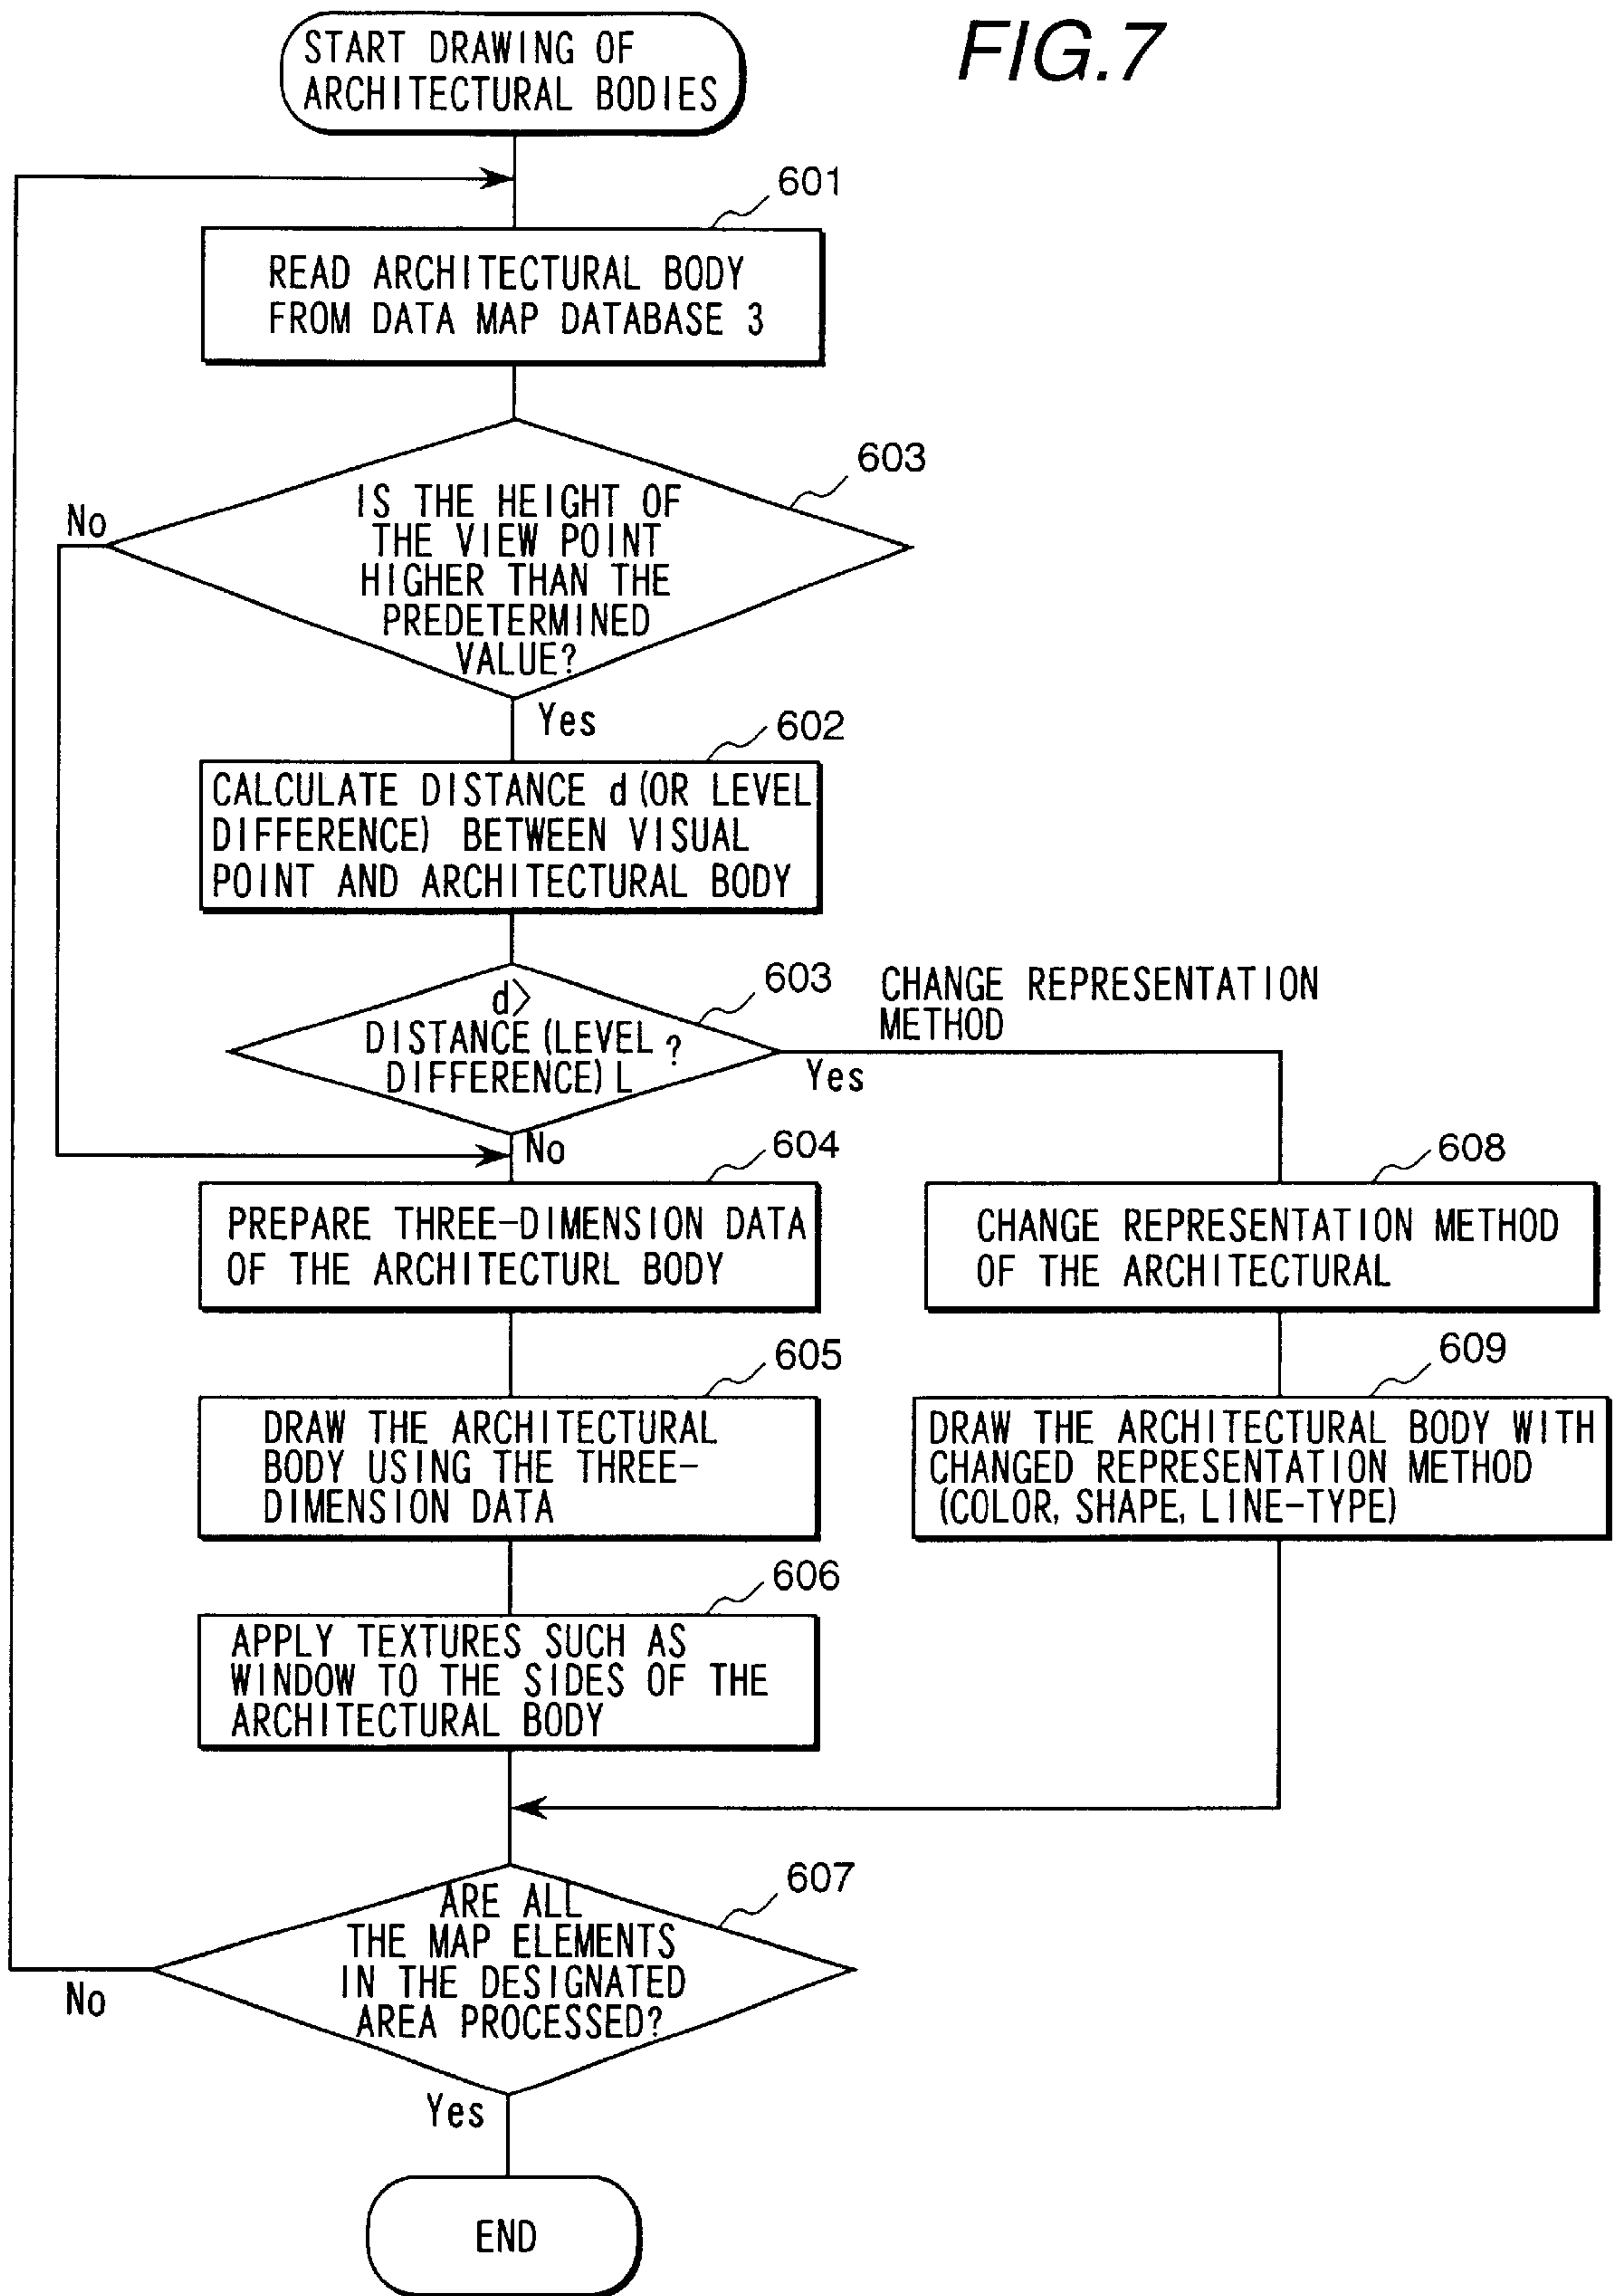 FIG.7
START DRAWING OF
ARCHITECTURAL BODIES
601
READ ARCHITECTURAL BODY
FROM DATA MAP DATABASE 3
603
IS THE HEIGHT OF
THE VIEW POINT
HIGHER THAN THE
PREDETERMINED
VALUE?
No
Yes
602
CALCULATE DISTANCE d(OR LEVEL
DIFFERENCE) BETWEEN VISUAL
POINT AND ARCHITECTURAL BODY
603
d>
DISTANCE(LEVEL ?
DIFFERENCE)L
CHANGE REPRESENTATION
METHOD
Yes
No
604
PREPARE THREE-DIMENSION DATA
OF THE ARCHITECTURL BODY
608
CHANGE REPRESENTATION METHOD
OF THE ARCHITECTURAL
605
DRAW THE ARCHITECTURAL
BODY USING THE THREE-
DIMENSION DATA
609
DRAW THE ARCHITECTURAL BODY WITH
CHANGED REPRESENTATION METHOD
(COLOR, SHAPE, LINE-TYPE)
606
APPLY TEXTURES SUCH AS
WINDOW TO THE SIDES OF THE
ARCHITECTURAL BODY
607
ARE ALL
THE MAP ELEMENTS
IN THE DESIGNATED
AREA PROCESSED?
No
Yes
END